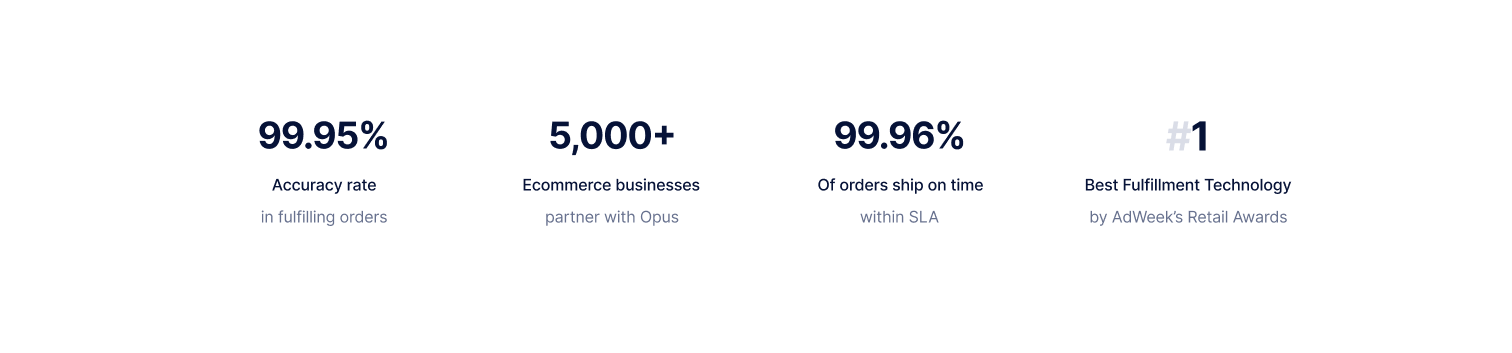 99.95%
Accuracy rate
in fulfilling orders
5,000+
Ecommerce businesses
partner with Opus
99.96%
Of orders ship on time
within SLA
#1
Best Fulfillment Technology
by AdWeek’s Retail Awards